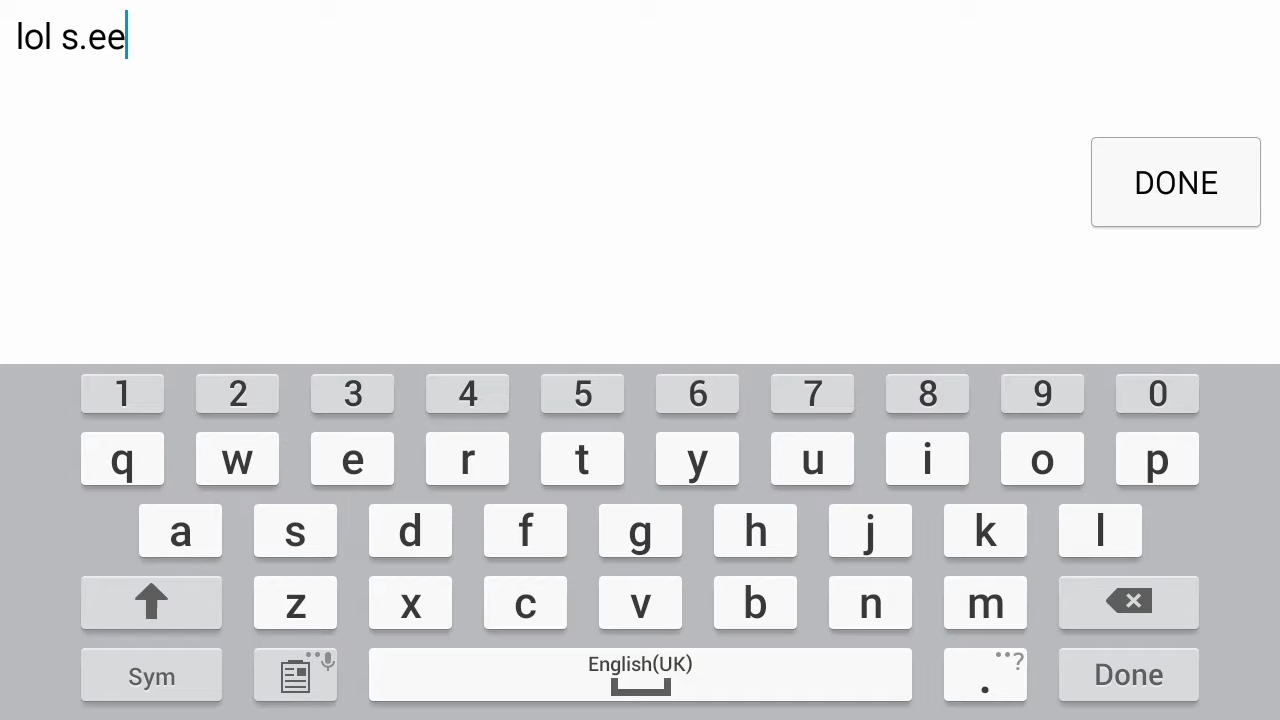 lol s.ee
DONE
1 2 3 4 5 6 7 8 9 0
q w e r t y u i o p
a s d f g h j k l
z x c v b n m
Sym English(UK) . ? Done